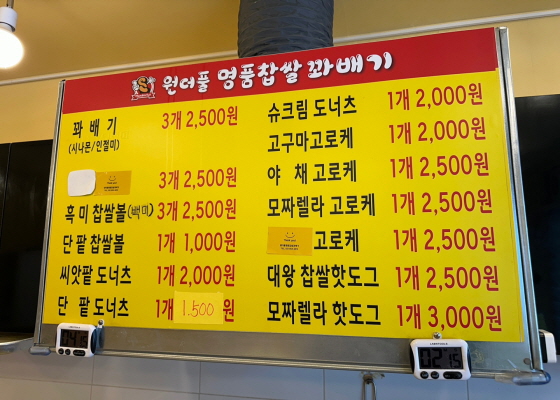 원더풀 명품찹쌀 꽈배기
꽈 배 기 3개 2,500원
(시나몬/인절미)
3개 2,500원
흑미 찹쌀볼(백미) 3개 2,500원
단팥 찹쌀볼 1개 1,000원
씨앗팥 도너츠 1개 2,000원
단 팥 도너츠 1개 1.500 원
슈크림 도너츠 1개 2,000원
고구마고로케 1개 2,000원
야 채 고로케 1개 2,500원
모짜렐라 고로케 1개 2,500원
고로케 1개 2,500원
대왕 찹쌀핫도그 1개 2,500원
모짜렐라 핫도그 1개 3,000원